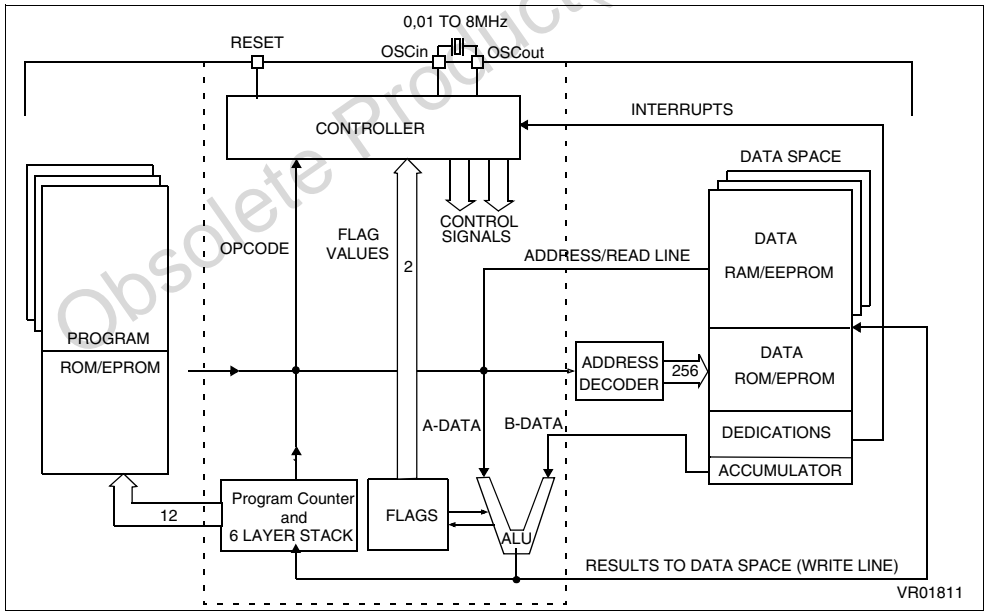 Obsolete Product(
0,01 TO 8MHz
RESET
OSCin
OSCout
INTERRUPTS
CONTROLLER
DATA SPACE
OPCODE
FLAG
VALUES
2
CONTROL
SIGNALS
DATA
RAM/EEPROM
ADDRESS/READ LINE
PROGRAM
ROM/EPROM
ADDRESS
DECODER
256
DATA
ROM/EPROM
A-DATA
B-DATA
DEDICATIONS
ACCUMULATOR
12
Program Counter
and
6 LAYER STACK
FLAGS
ALU
RESULTS TO DATA SPACE (WRITE LINE)
VR01811